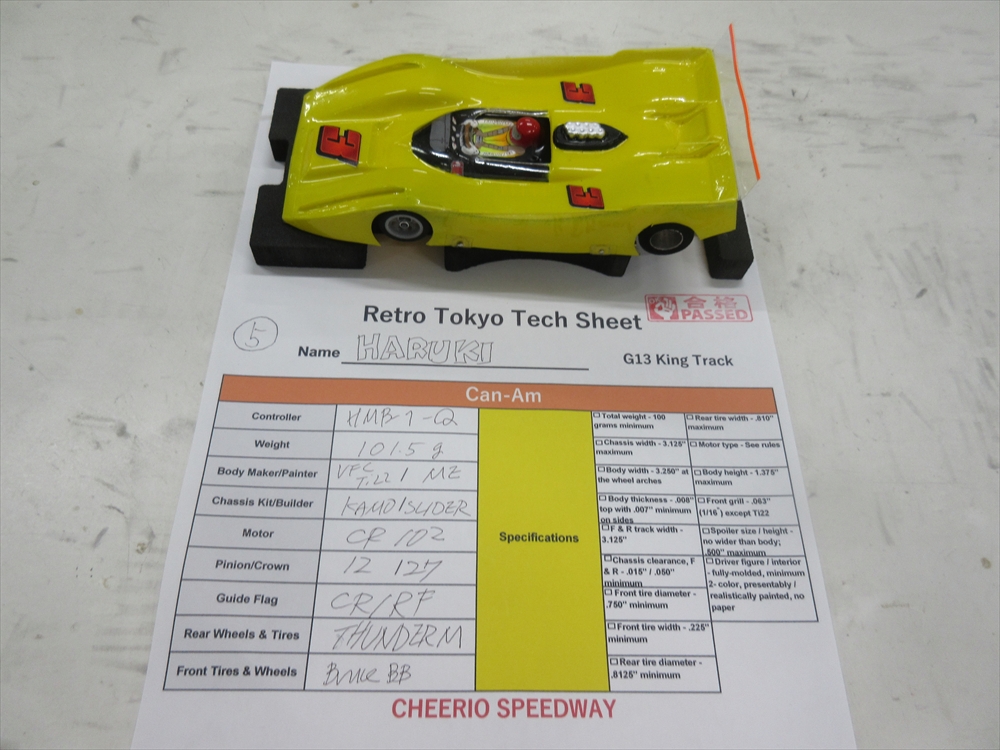 3
3
3
合格
PASSED
Retro Tokyo Tech Sheet
5
Name HARUKI
G13 King Track
Can-Am
Controller HMB-1-CQ
Weight 101.5 g
Body Maker/Painter VFC Ti22 / ME
Chassis Kit/Builder
Motor CR 102
Pinion/Crown 12 127
Guide Flag CR/RF
Rear Wheels & Tires THUNDERM
Front Tires & Wheels BB
Specifications
☐ Total weight - 100
grams minimum
☐ Chassis width - 3.125"
maximum
☐ Body width - 3.250" at
the wheel arches
☐ Body thickness - .008"
top with .007" minimum
on sides
☐ F & R track width -
3.125"
☐ Chassis clearance, F
& R - .015" / .050"
minimum
☐ Front tire diameter -
.750" minimum
☐ Front tire width - .225"
minimum
☐ Rear tire diameter -
.8125" minimum
☐ Rear tire width - .810"
maximum
☐ Motor type - See rules
☐ Body height - 1.375"
maximum
☐ Front grill - .063"
(1/16") except Ti22
☐ Spoiler size / height -
no wider than body;
.500" maximum
☐ Driver figure / interior
- fully-molded, minimum
2- color, presentably /
realistically painted, no
paper
CHEERIO SPEEDWAY